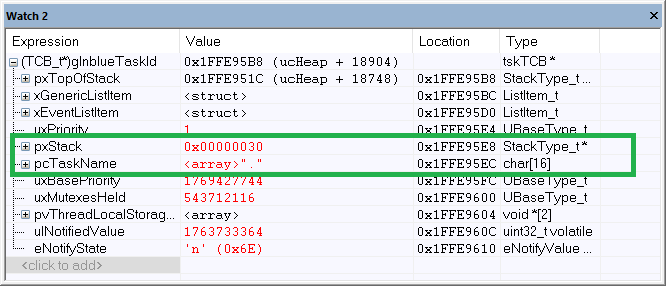 Watch 2
Expression Value Location Type
(TCB_t*)gInblueTaskId 0x1FFE95B8 (ucHeap + 18904) tskTCB *
pxTopOfStack 0x1FFE951C (ucHeap + 18748) 0x1FFE95B8 StackType_t ...
xGenericListItem <struct> 0x1FFE95BC ListItem_t
xEventListItem <struct> 0x1FFE95D0 ListItem_t
uxPriority 1 0x1FFE95E4 UBaseType_t
pxStack 0x00000030 0x1FFE95E8 StackType_t *
pcTaskName <array>"." 0x1FFE95EC char[16]
uxBasePriority 1769427744 0x1FFE95FC UBaseType_t
uxMutexesHeld 543712116 0x1FFE9600 UBaseType_t
pvThreadLocalStorag... <array> 0x1FFE9604 void *[2]
ulNotifiedValue 1763733364 0x1FFE960C uint32_t volatile
eNotifyState 'n' (0x6E) 0x1FFE9610 eNotifyValue ...
<click to add>